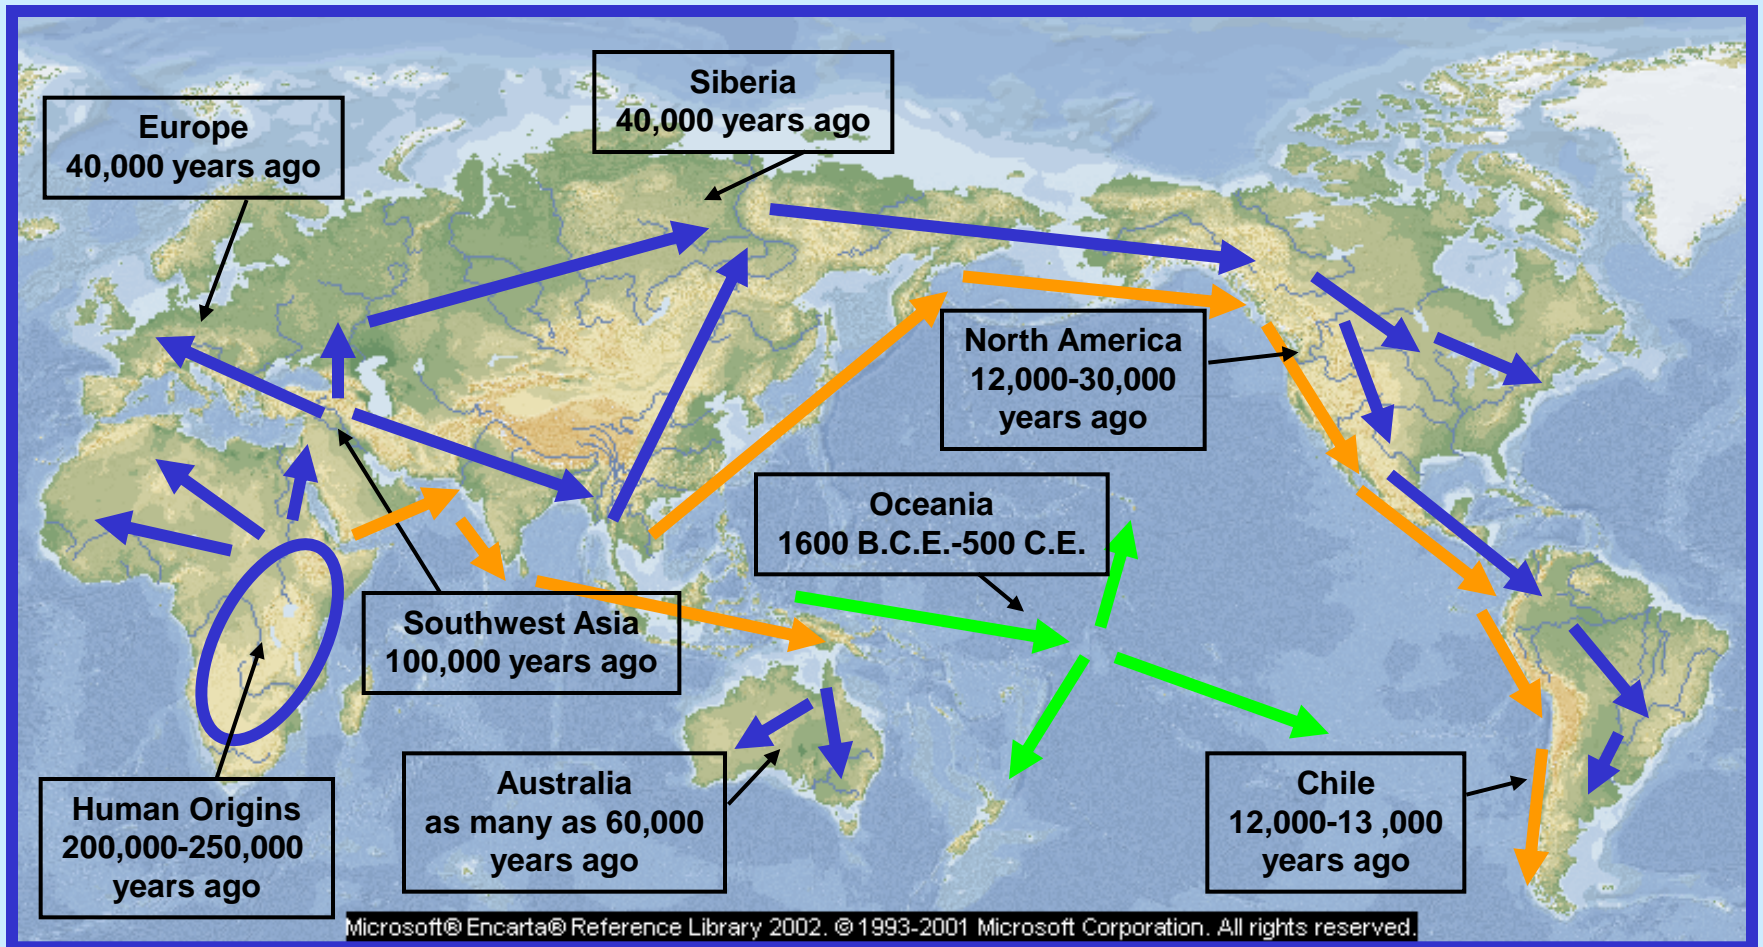 Siberia
40,000 years ago
Europe
40,000 years ago
North America
12,000-30,000
years ago
Oceania
1600 B.C.E.-500 C.E.
Southwest Asia
100,000 years ago
Human Origins
200,000-250,000
years ago
Australia
as many as 60,000
years ago
Chile
12,000-13 ,000
years ago
Microsoft® Encarta® Reference Library 2002. © 1993-2001 Microsoft Corporation. All rights reserved.